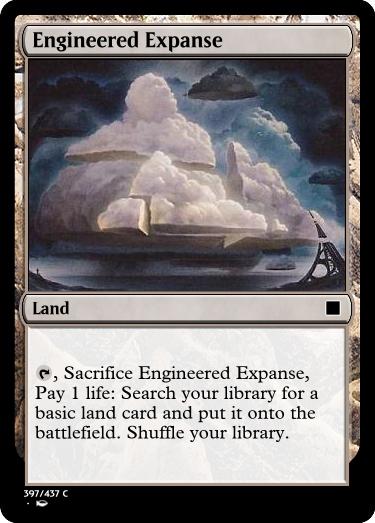 Engineered Expanse
Land
, Sacrifice Engineered Expanse,
Pay 1 life: Search your library for a
basic land card and put it onto the
battlefield. Shuffle your library.
397/437 C